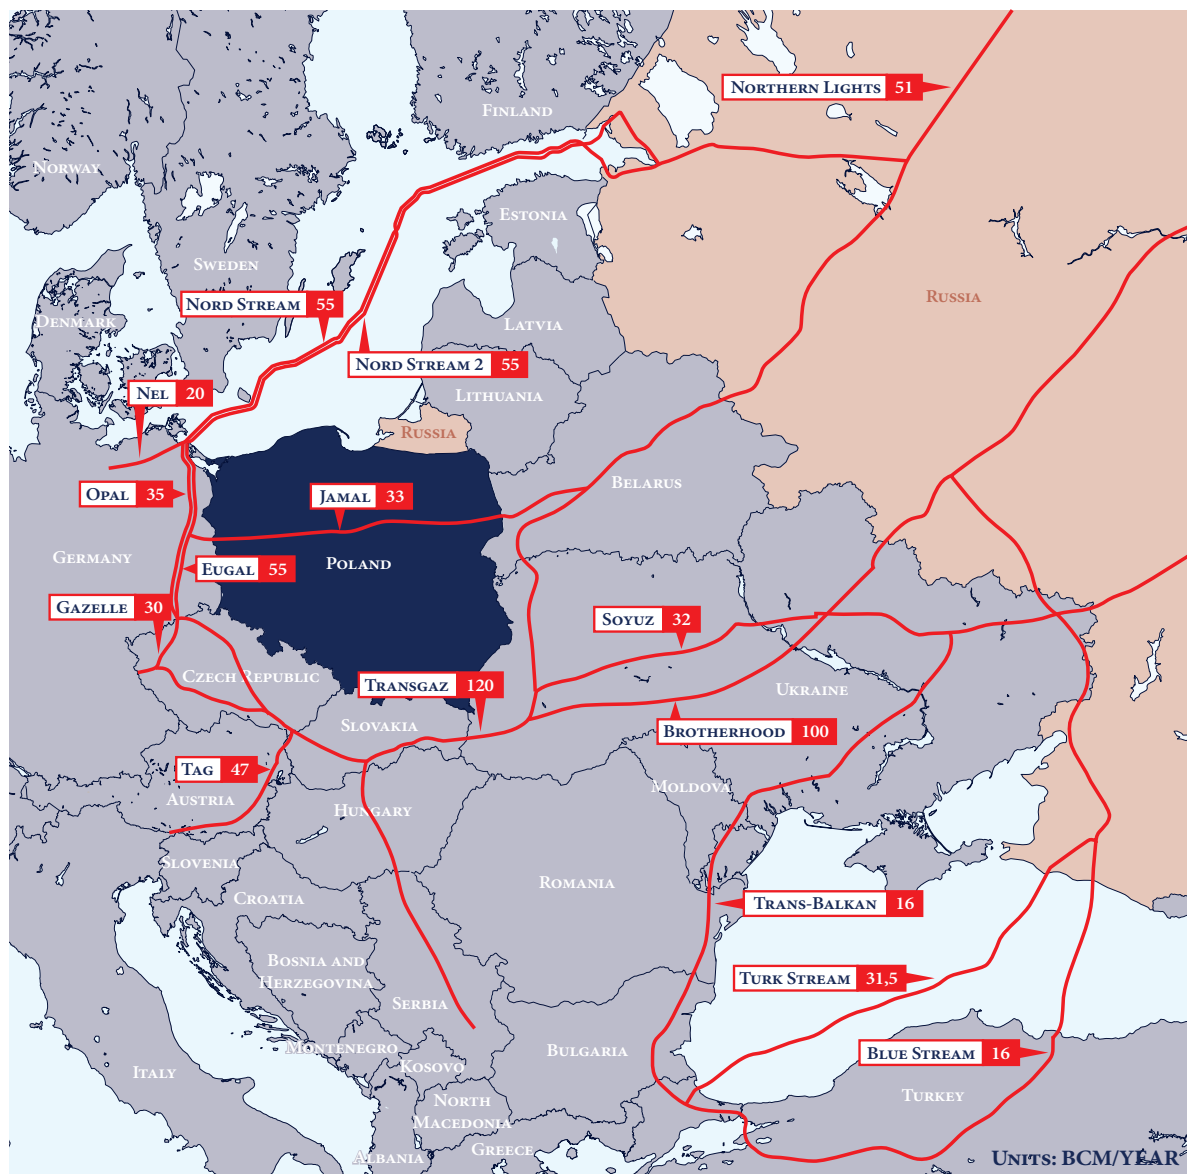 Northern Lights 51
Finland
Norway
Estonia
Sweden
Russia
Nord Stream 55
Denmark
Latvia
Nord Stream 2 55
Nel 20
Lithuania
Russia
Belarus
Opal 35
Jamal 33
Germany
Poland
Eugal 55
Gazelle 30
Soyuz 32
Czech Republic
Transgaz 120
Ukraine
Slovakia
Brotherhood 100
Tag 47
Moldova
Austria
Hungary
Slovenia
Romania
Croatia
Trans-Balkan 16
Bosnia and
Herzegovina
Turk Stream 31,5
Serbia
Montenegro
Bulgaria
Blue Stream 16
Kosovo
Italy
Turkey
North
Macedonia
Greece
Albania
Units: BCM/YEAR